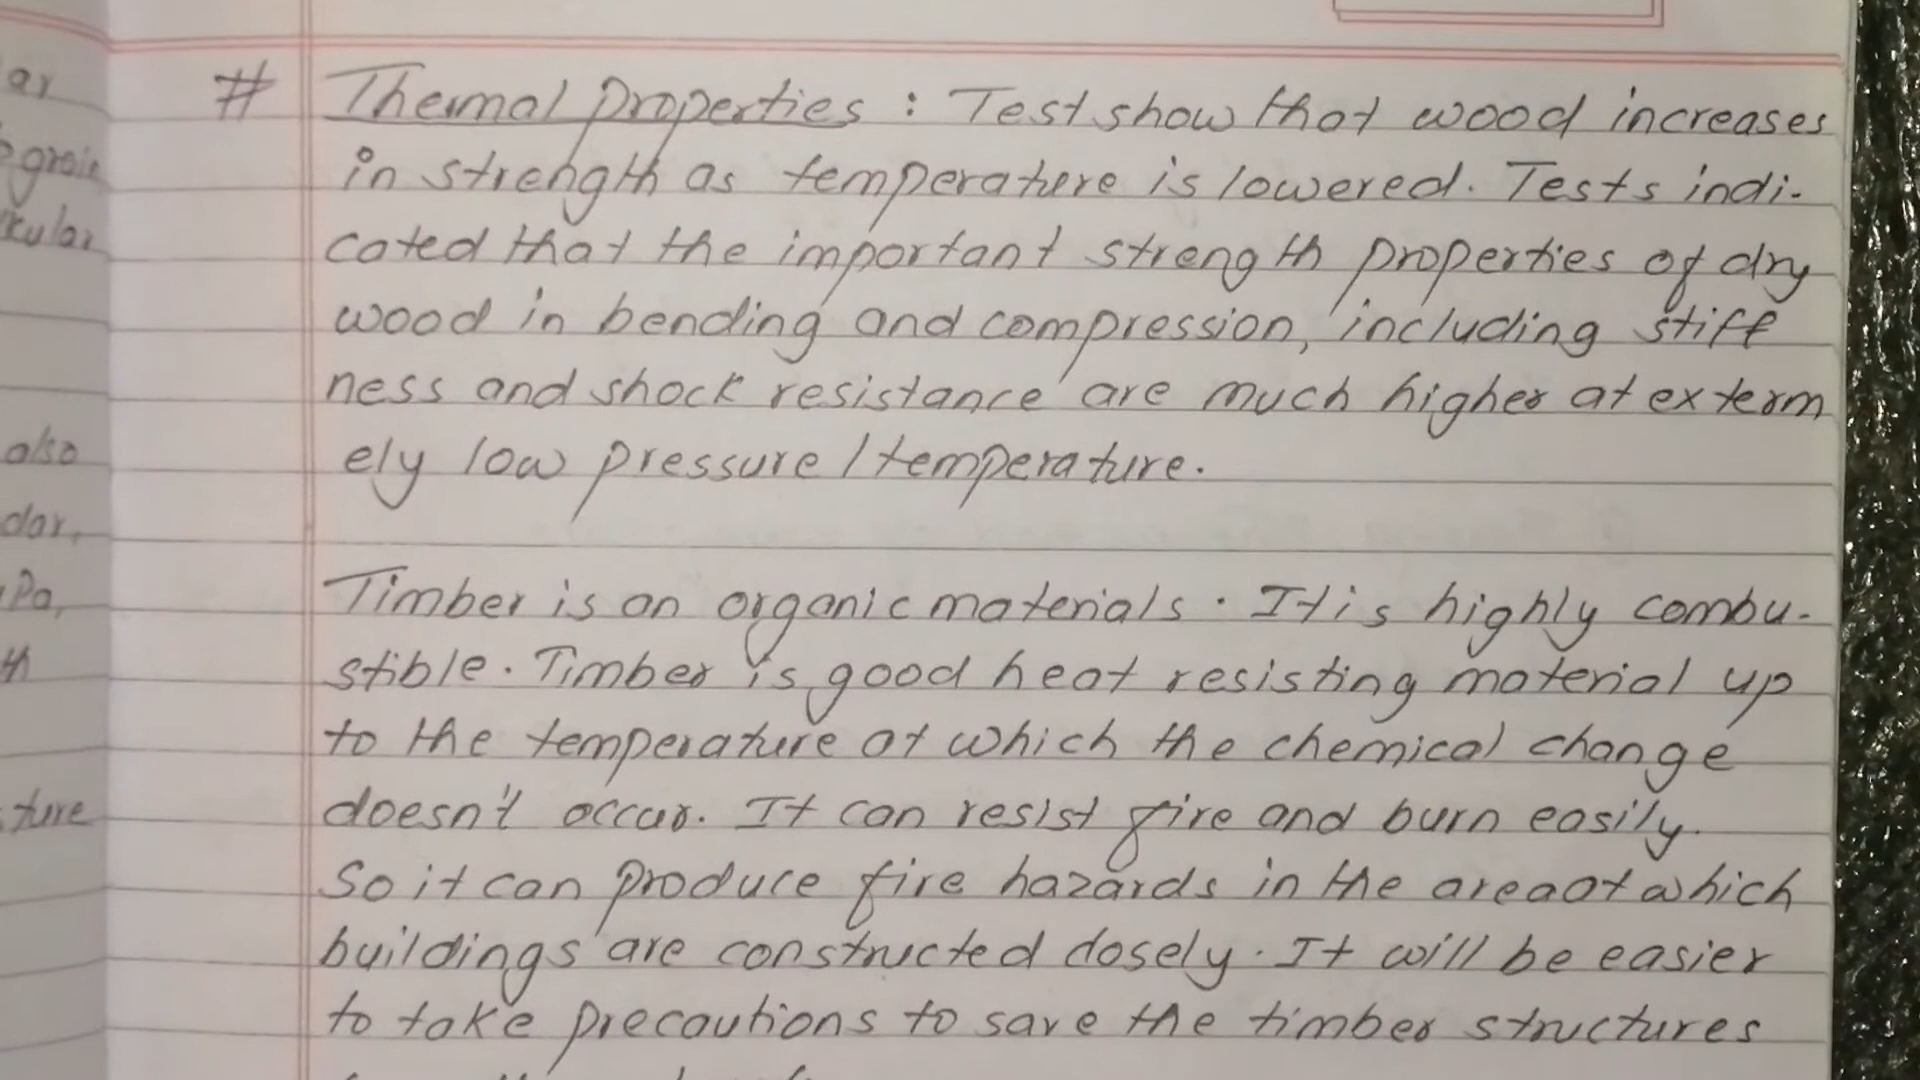 # Thermal properties : Test show that wood increases
in strength as temperature is lowered. Tests indi-
cated that the important strength properties of dry
wood in bending and compression, including stiff
ness and shock resistance are much higher at exterm
ely low pressure / temperature.
Timber is an organic materials. It is highly combu-
stible. Timber is good heat resisting material up
to the temperature at which the chemical change
doesn't occur. It can resist fire and burn easily.
So it can produce fire hazards in the area at which
buildings are constructed closely. It will be easier
to take precautions to save the timber structures
ar
grain
also
ture